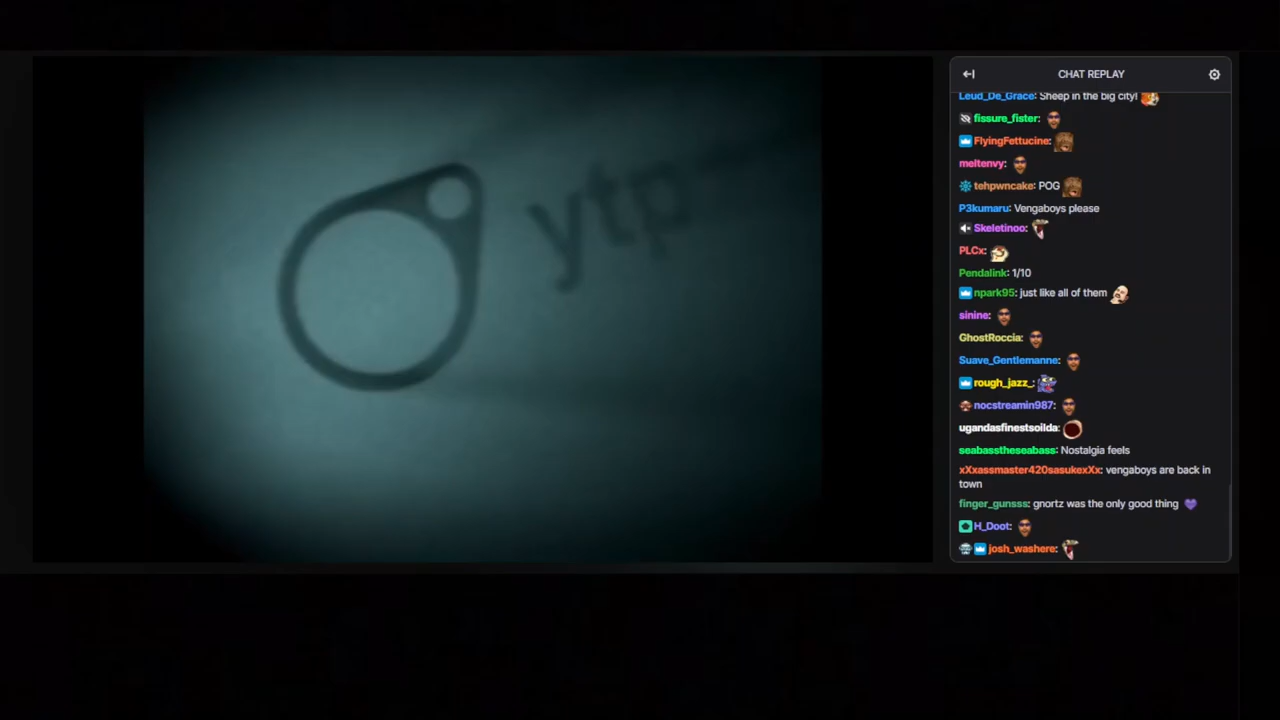 ytp
CHAT REPLAY
Leud_De_Grace: Sheep in the big city!
fissure_fister:
FlyingFettucine:
meltenvy:
tehpwncake: POG
P3kumaru: Vengaboys please
Skeletinoo:
PLCx:
Pendalink: 1/10
npark95: just like all of them
sinine:
GhostRoccia:
Suave_Gentlemanne:
rough_jazz_:
nocstreamin987:
ugandasfinestsoilda:
seabasstheseabass: Nostalgia feels
xXxassmaster420sasukexXx: vengaboys are back in
town
finger_gunsss: gnortz was the only good thing
H_Doot:
josh_washere: